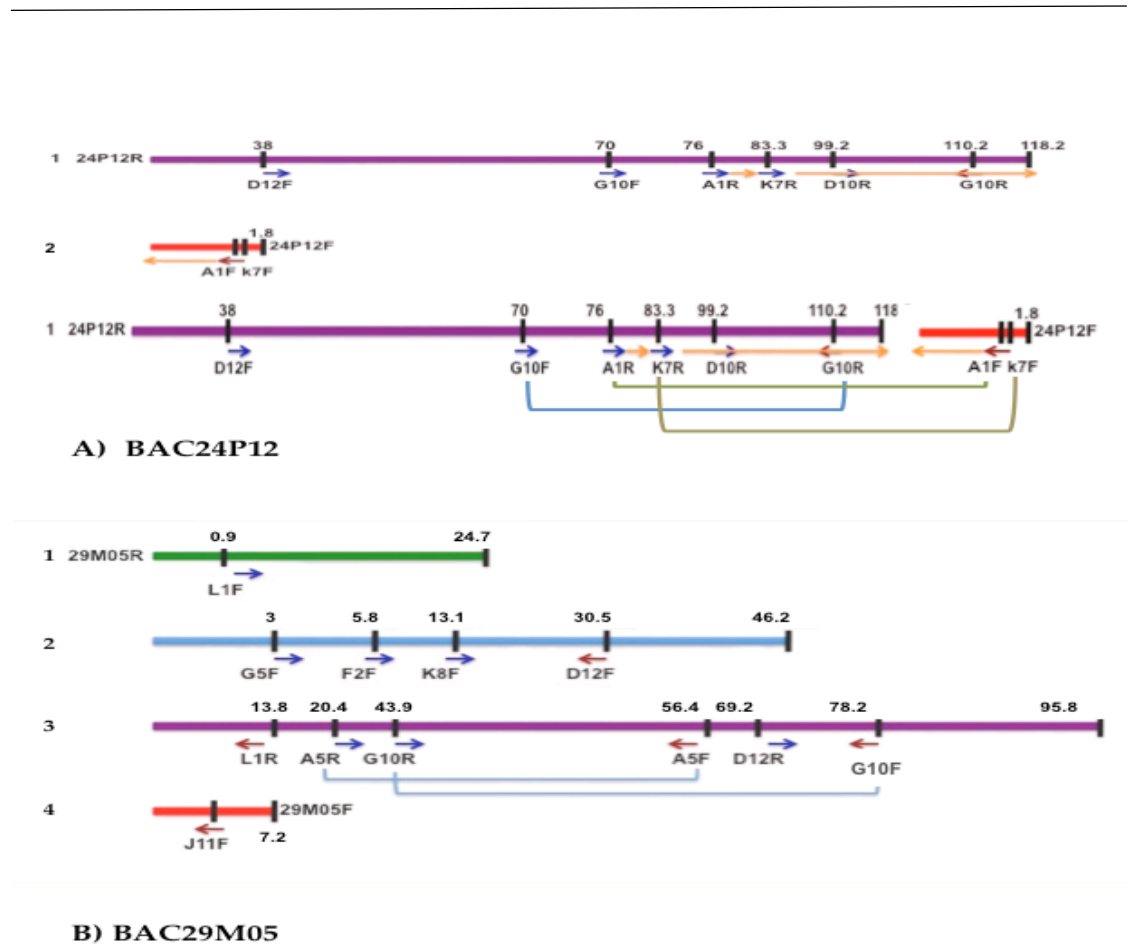 38 70 76 83.3 99.2 110.2 118.2
1 24P12R
D12F G10F A1R K7R D10R G10R
1.8
2 24P12F
A1F k7F
38 70 76 83.3 99.2 110.2 118 1.8
1 24P12R 24P12F
D12F G10F A1R K7R D10R G10R A1F k7F
A) BAC24P12
0.9 24.7
1 29M05R
L1F
3 5.8 13.1 30.5 46.2
2
G5F F2F K8F D12F
13.8 20.4 43.9 56.4 69.2 78.2 95.8
3
L1R A5R G10R A5F D12R G10F
4 29M05F
J11F 7.2
B) BAC29M05